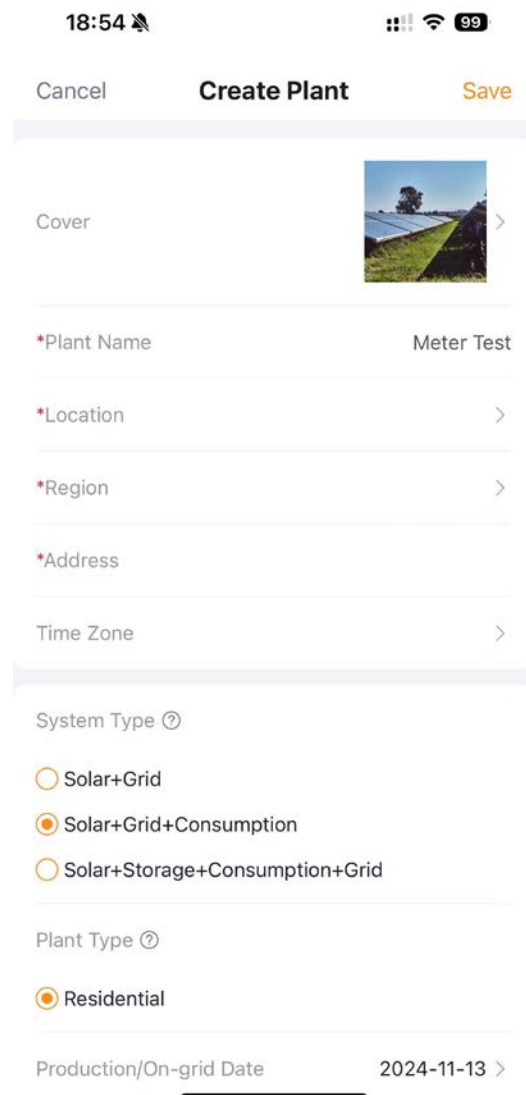 18:54
99
Cancel Create Plant Save
Cover
*Plant Name Meter Test
*Location
*Region
*Address
Time Zone
System Type ?
Solar+Grid
Solar+Grid+Consumption
Solar+Storage+Consumption+Grid
Plant Type ?
Residential
Production/On-grid Date 2024-11-13